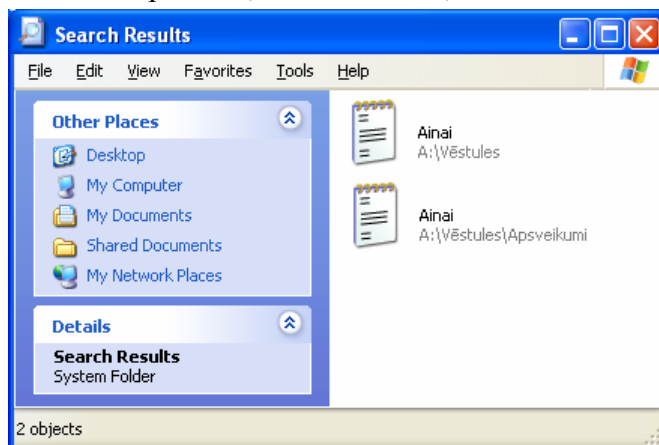 Search Results
File Edit View Favorites Tools Help
Other Places
Desktop
My Computer
My Documents
Shared Documents
My Network Places
Details
Search Results
System Folder
Ainai
A:\Vēstules
Ainai
A:\Vēstules\Apsveikumi
2 objects